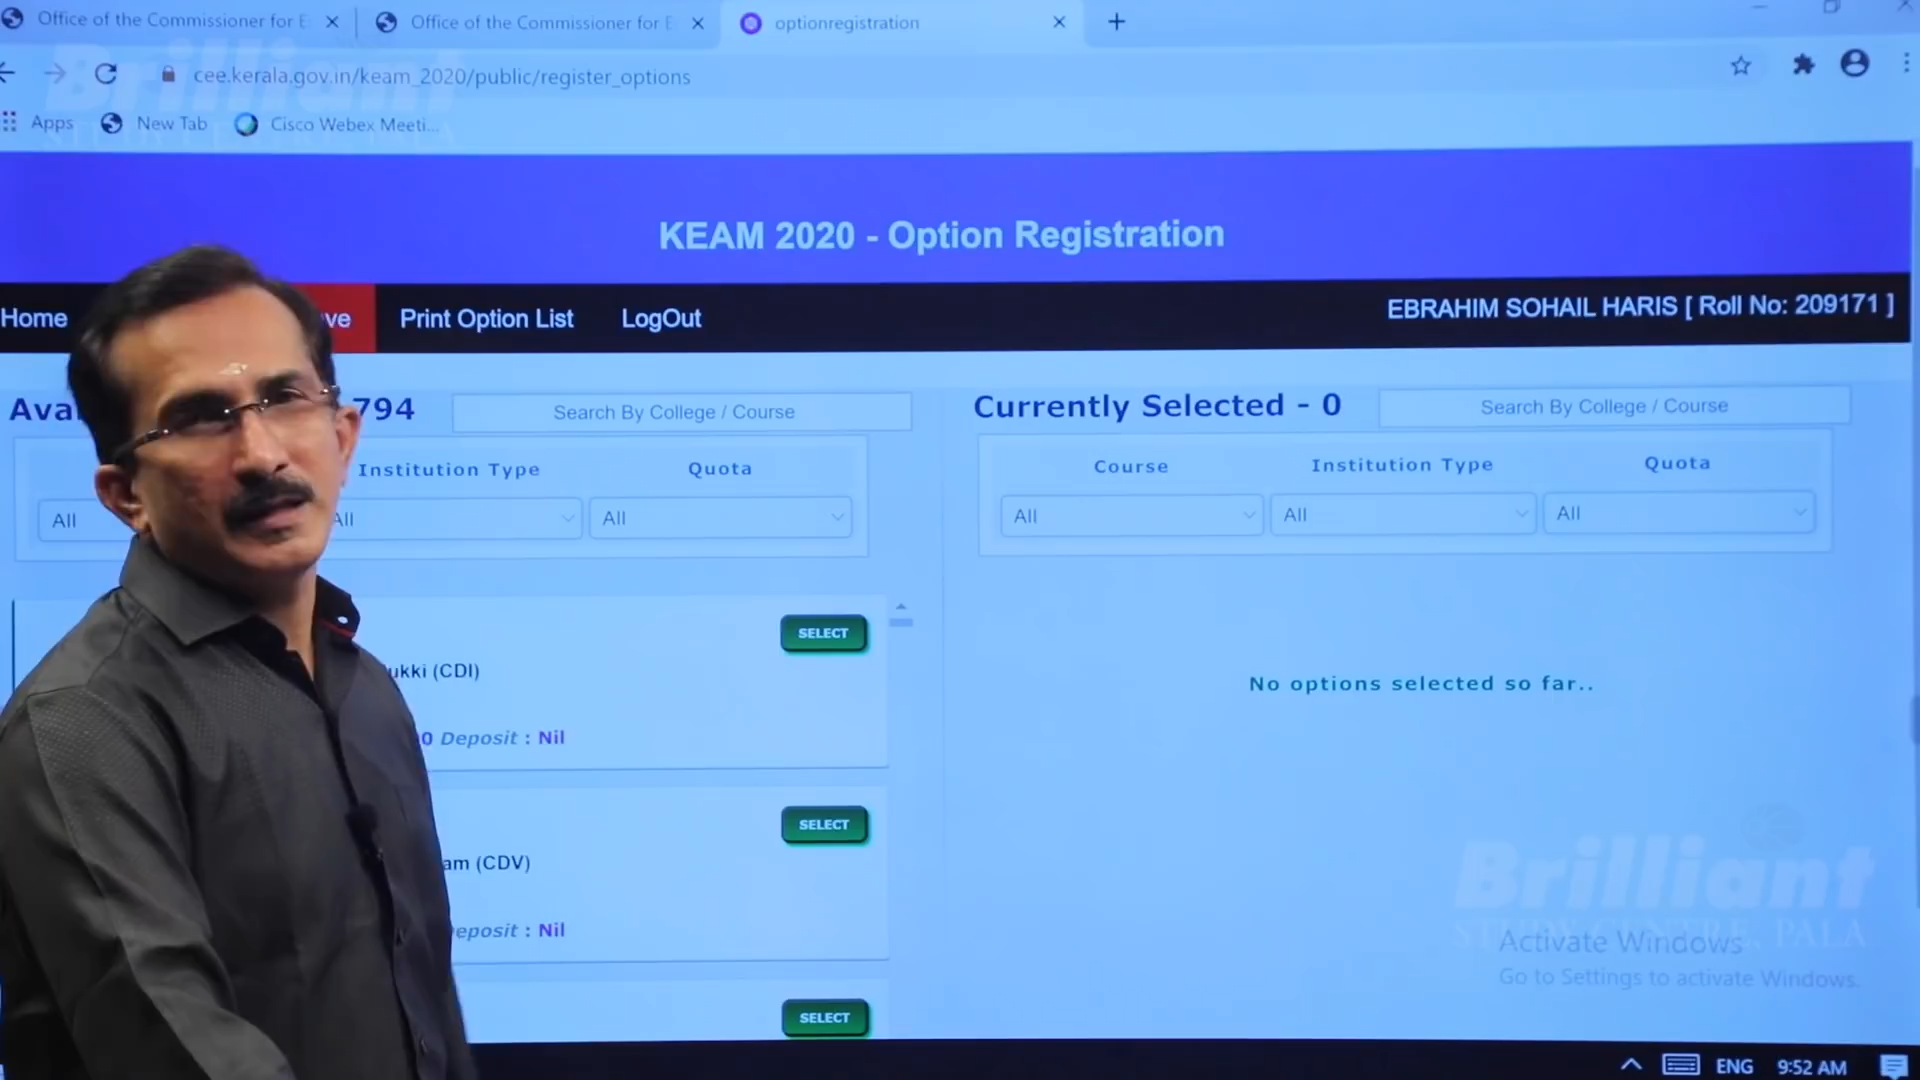 Office of the Commissioner for E
Office of the Commissioner for E
optionregistration
cee.kerala.gov.in/keam_2020/public/register_options
Apps
New Tab
Cisco Webex Meeti...
Brilliant
KEAM 2020 - Option Registration
Home
ve
Print Option List
LogOut
EBRAHIM SOHAIL HARIS [ Roll No: 209171 ]
Ava
794
Search By College / Course
Currently Selected - 0
Search By College / Course
Institution Type
Quota
Course
Institution Type
Quota
All
All
All
All
All
All
SELECT
ukki (CDI)
0 Deposit : Nil
No options selected so far..
SELECT
am (CDV)
eposit : Nil
SELECT
Brilliant
STUDY CENTRE, PALA
Activate Windows
Go to Settings to activate Windows.
ENG
9:52 AM